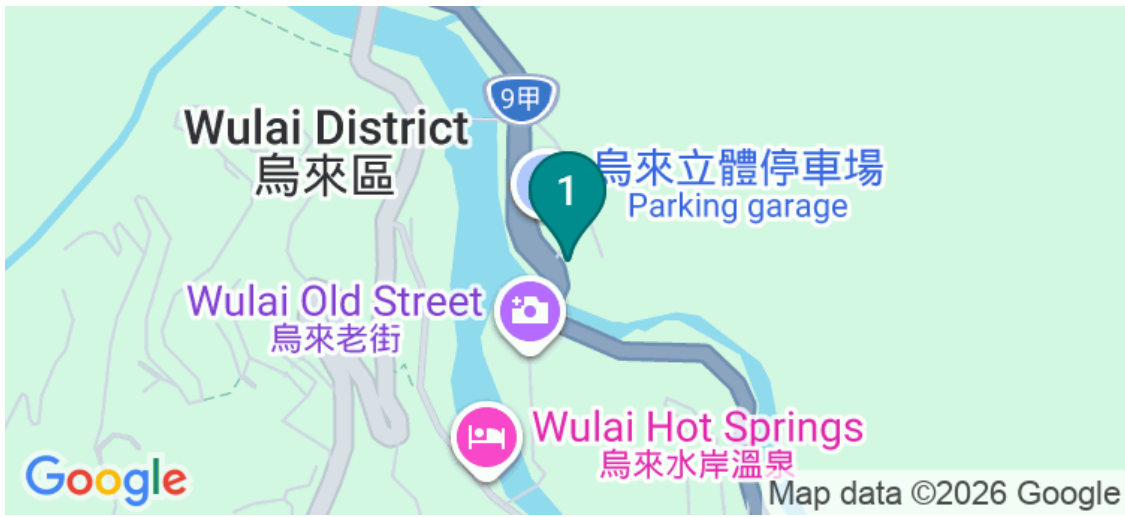 9甲
Wulai District
烏來區
烏來立體停車場
Parking garage
1
Wulai Old Street
烏來老街
Wulai Hot Springs
烏來水岸溫泉
Google
Map data ©2026 Google